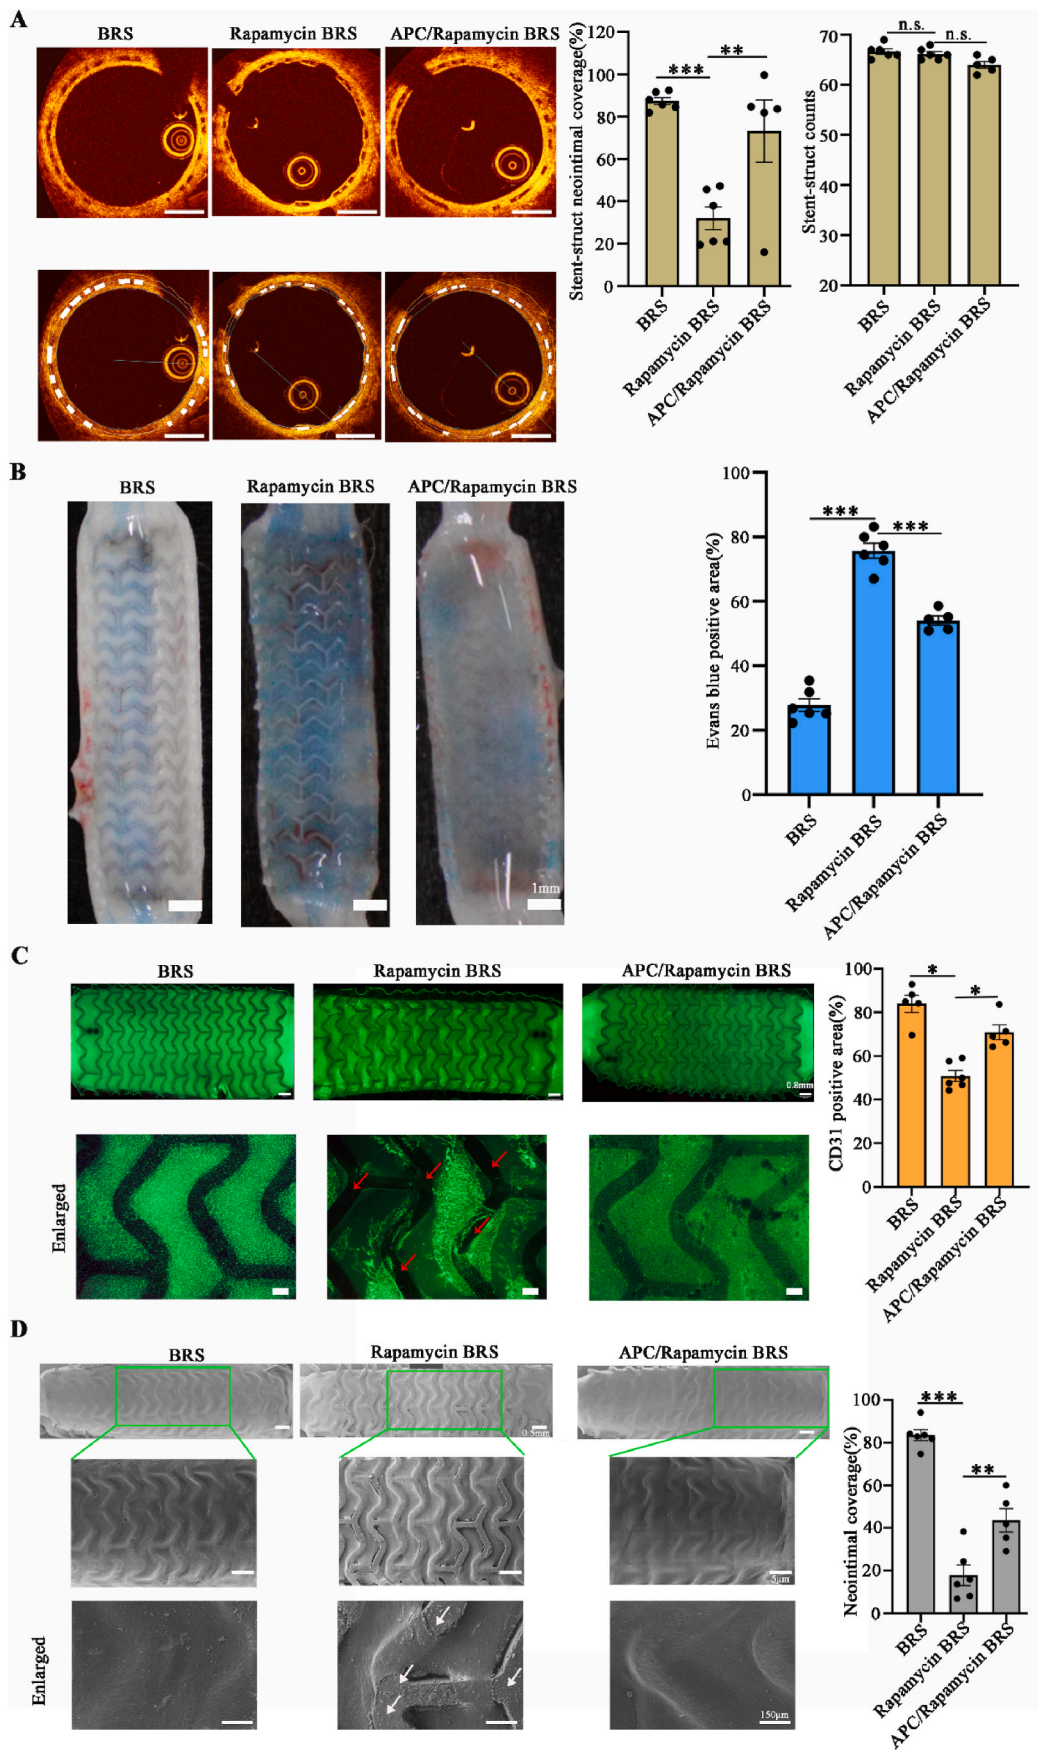 A
BRS
Rapamycin BRS
APC/Rapamycin BRS
Stent-struct neointimal coverage(%)
120
100
80
60
40
20
0
***
**
BRS
Rapamycin BRS
APC/Rapamycin BRS
Stent-struct counts
70
60
50
40
30
20
n.s.
n.s.
BRS
Rapamycin BRS
APC/Rapamycin BRS
B
BRS
Rapamycin BRS
APC/Rapamycin BRS
1mm
Evans blue positive area(%)
100
80
60
40
20
0
***
***
BRS
Rapamycin BRS
APC/Rapamycin BRS
C
BRS
Rapamycin BRS
APC/Rapamycin BRS
0.8mm
Enlarged
CD31 positive area(%)
100
80
60
40
20
0
*
*
BRS
Rapamycin BRS
APC/Rapamycin BRS
D
BRS
Rapamycin BRS
APC/Rapamycin BRS
0.5mm
5μm
Enlarged
150μm
Neointimal coverage(%)
100
80
60
40
20
0
***
**
BRS
Rapamycin BRS
APC/Rapamycin BRS